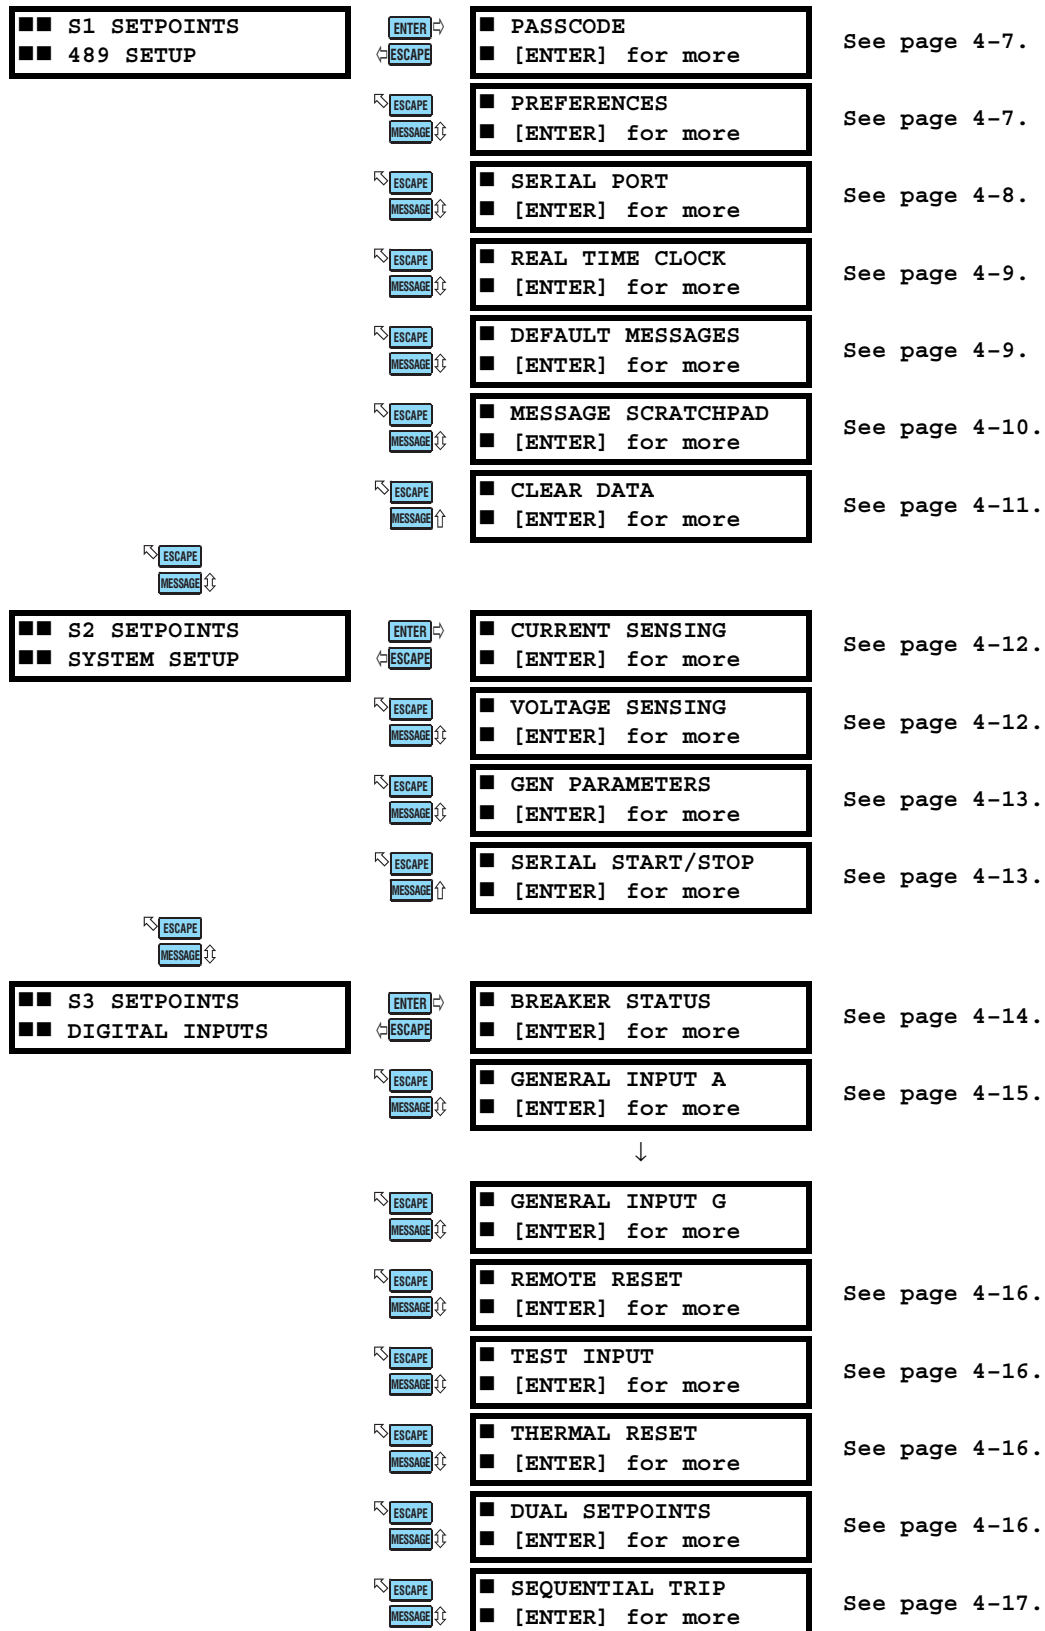 ■■ S1 SETPOINTS
■■ 489 SETUP
ENTER ⇨
⇦ ESCAPE
■ PASSCODE
■ [ENTER] for more
See page 4–7.
ESCAPE
MESSAGE
■ PREFERENCES
■ [ENTER] for more
See page 4–7.
ESCAPE
MESSAGE
■ SERIAL PORT
■ [ENTER] for more
See page 4–8.
ESCAPE
MESSAGE
■ REAL TIME CLOCK
■ [ENTER] for more
See page 4–9.
ESCAPE
MESSAGE
■ DEFAULT MESSAGES
■ [ENTER] for more
See page 4–9.
ESCAPE
MESSAGE
■ MESSAGE SCRATCHPAD
■ [ENTER] for more
See page 4–10.
ESCAPE
MESSAGE
■ CLEAR DATA
■ [ENTER] for more
See page 4–11.
ESCAPE
MESSAGE
■■ S2 SETPOINTS
■■ SYSTEM SETUP
ENTER ⇨
⇦ ESCAPE
■ CURRENT SENSING
■ [ENTER] for more
See page 4–12.
ESCAPE
MESSAGE
■ VOLTAGE SENSING
■ [ENTER] for more
See page 4–12.
ESCAPE
MESSAGE
■ GEN PARAMETERS
■ [ENTER] for more
See page 4–13.
ESCAPE
MESSAGE
■ SERIAL START/STOP
■ [ENTER] for more
See page 4–13.
ESCAPE
MESSAGE
■■ S3 SETPOINTS
■■ DIGITAL INPUTS
ENTER ⇨
⇦ ESCAPE
■ BREAKER STATUS
■ [ENTER] for more
See page 4–14.
ESCAPE
MESSAGE
■ GENERAL INPUT A
■ [ENTER] for more
See page 4–15.
↓
ESCAPE
MESSAGE
■ GENERAL INPUT G
■ [ENTER] for more
ESCAPE
MESSAGE
■ REMOTE RESET
■ [ENTER] for more
See page 4–16.
ESCAPE
MESSAGE
■ TEST INPUT
■ [ENTER] for more
See page 4–16.
ESCAPE
MESSAGE
■ THERMAL RESET
■ [ENTER] for more
See page 4–16.
ESCAPE
MESSAGE
■ DUAL SETPOINTS
■ [ENTER] for more
See page 4–16.
ESCAPE
MESSAGE
■ SEQUENTIAL TRIP
■ [ENTER] for more
See page 4–17.